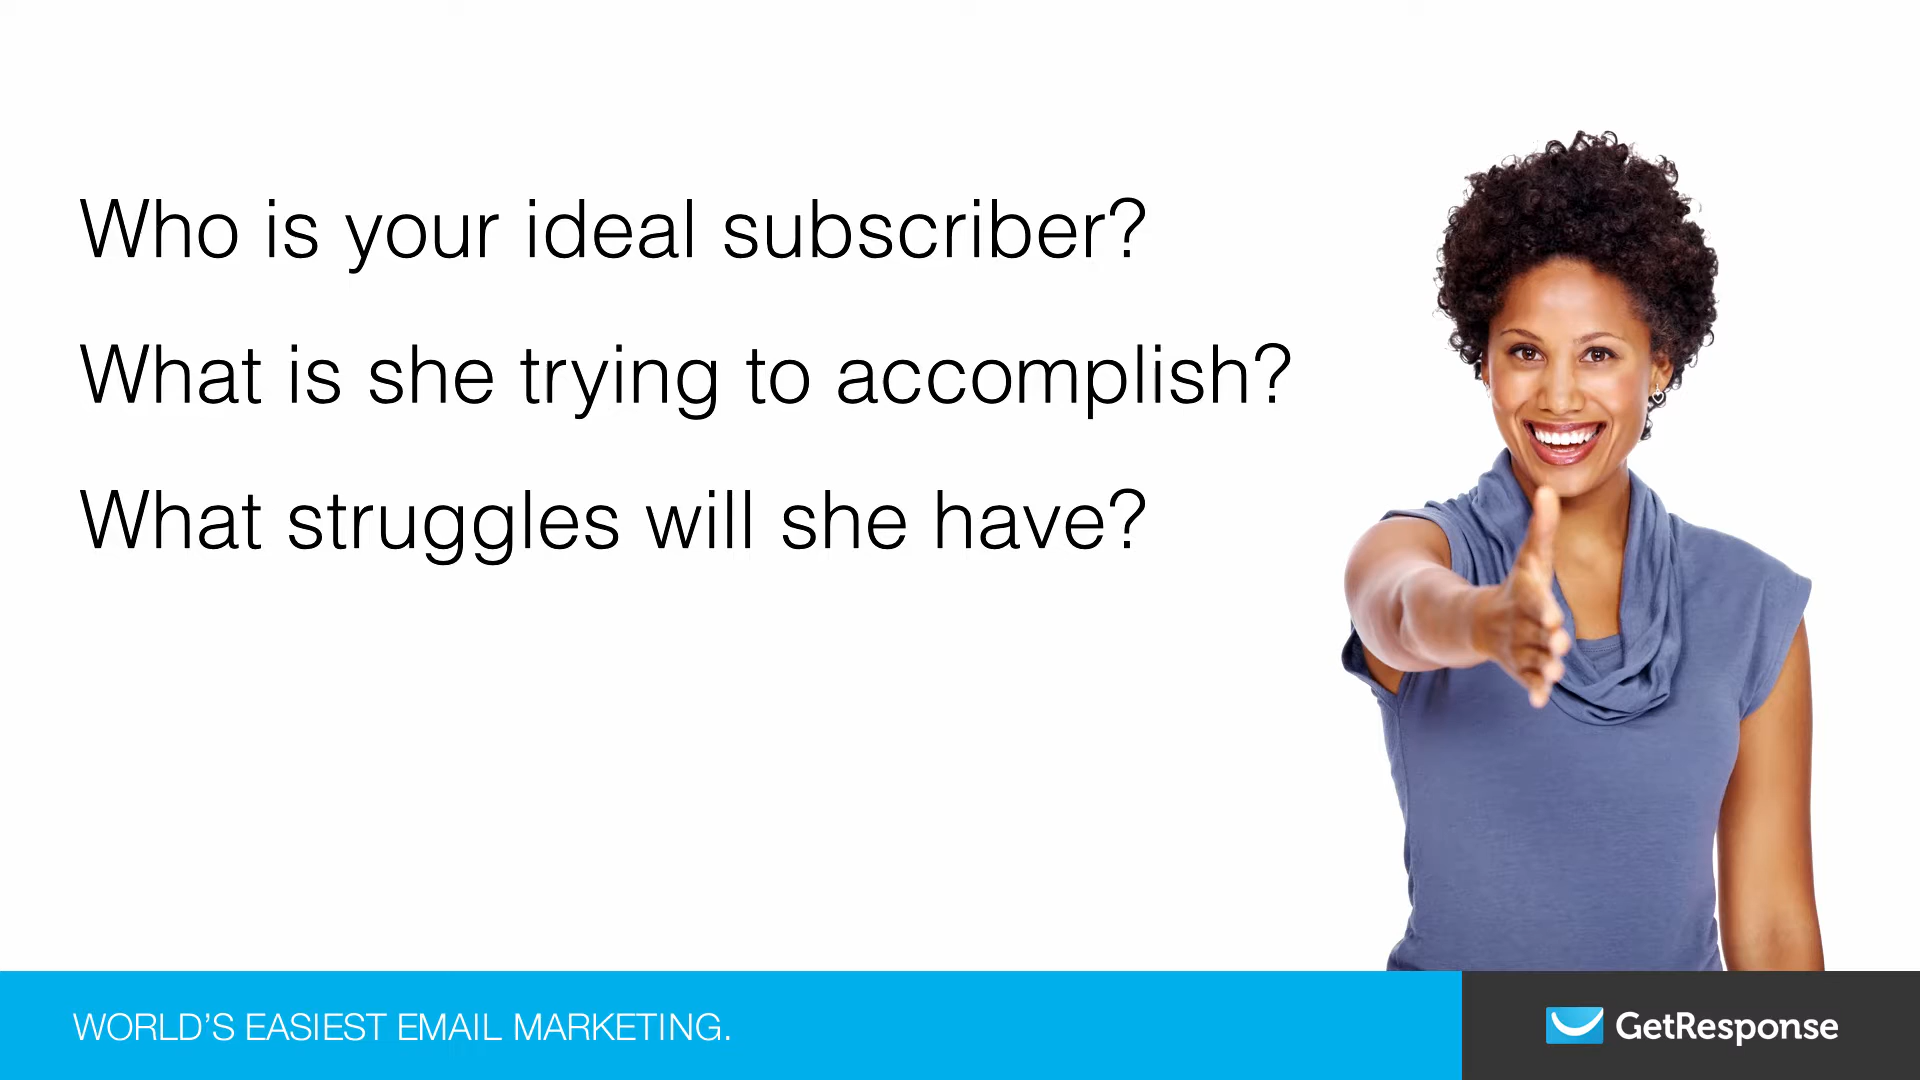 Who is your ideal subscriber?
What is she trying to accomplish?
What struggles will she have?
WORLD’S EASIEST EMAIL MARKETING.
GetResponse